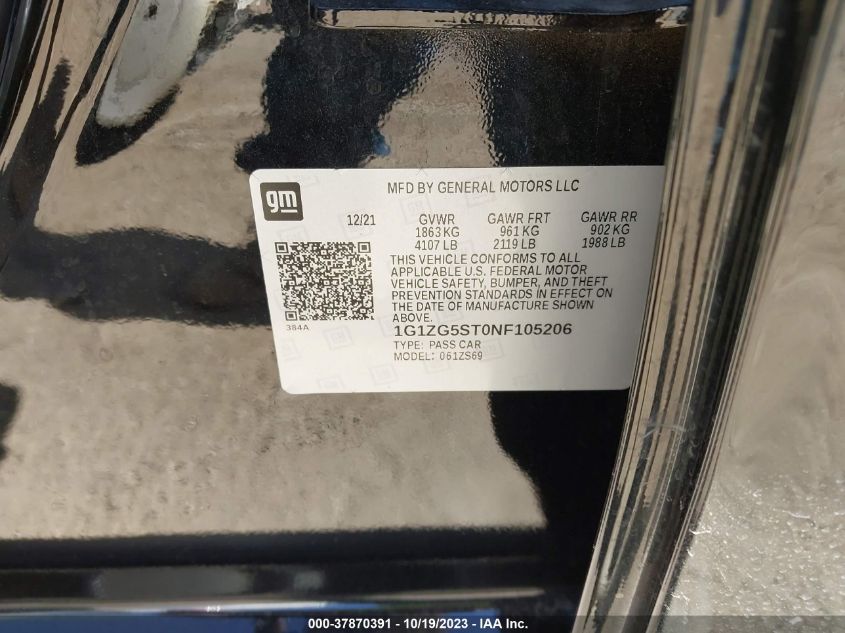 gm
MFD BY GENERAL MOTORS LLC
12/21 GVWR GAWR FRT GAWR RR
1863 KG 961 KG 902 KG
4107 LB 2119 LB 1988 LB
THIS VEHICLE CONFORMS TO ALL
APPLICABLE U.S. FEDERAL MOTOR
VEHICLE SAFETY, BUMPER, AND THEFT
PREVENTION STANDARDS IN EFFECT ON
THE DATE OF MANUFACTURE SHOWN
ABOVE.
384A
1G1ZG5ST0NF105206
TYPE: PASS CAR
MODEL: 061ZS69
000-37870391 - 10/19/2023 - Copyright © 2023 IAA, Inc.